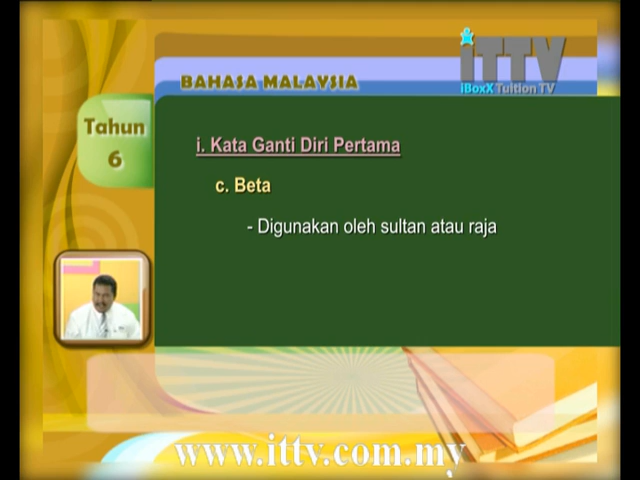 iTTV
iBoxX Tuition TV
BAHASA MALAYSIA
Tahun
6
i. Kata Ganti Diri Pertama
c. Beta
- Digunakan oleh sultan atau raja
www.ittv.com.my